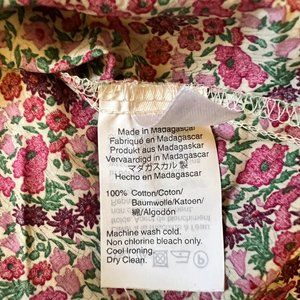 Made in Madagascar
Fabriqué en Madagascar
Produkt aus Madagaskar
Vervaardigd in Madagascar
マダガスカル 製
Hecho en Madagascar
100% Cotton/Coton/
Baumwolle/Katoen/
綿/Algodón
Machine wash cold.
Non chlorine bleach only.
Cool Ironing.
Dry Clean.